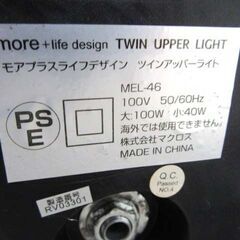 more + life design TWIN UPPER LIGHT
モアプラスライフデザイン ツインアッパーライト
MEL-46
100V 50/60Hz
大:100W 小:40W
海外では使用できません。
株式会社マクロス
MADE IN CHINA
PS
E
製造番号
RV03301
Q.C.
Passed
NO.4